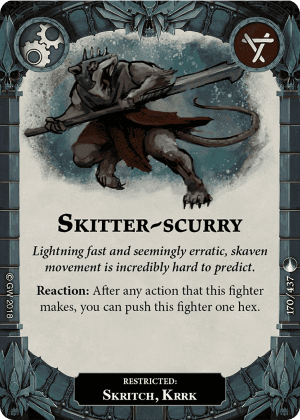 Skitter-scurry
Lightning fast and seemingly erratic, skaven
movement is incredibly hard to predict.
Reaction: After any action that this fighter
makes, you can push this fighter one hex.
© GW 2018
170/437
RESTRICTED:
Skritch, Krrk